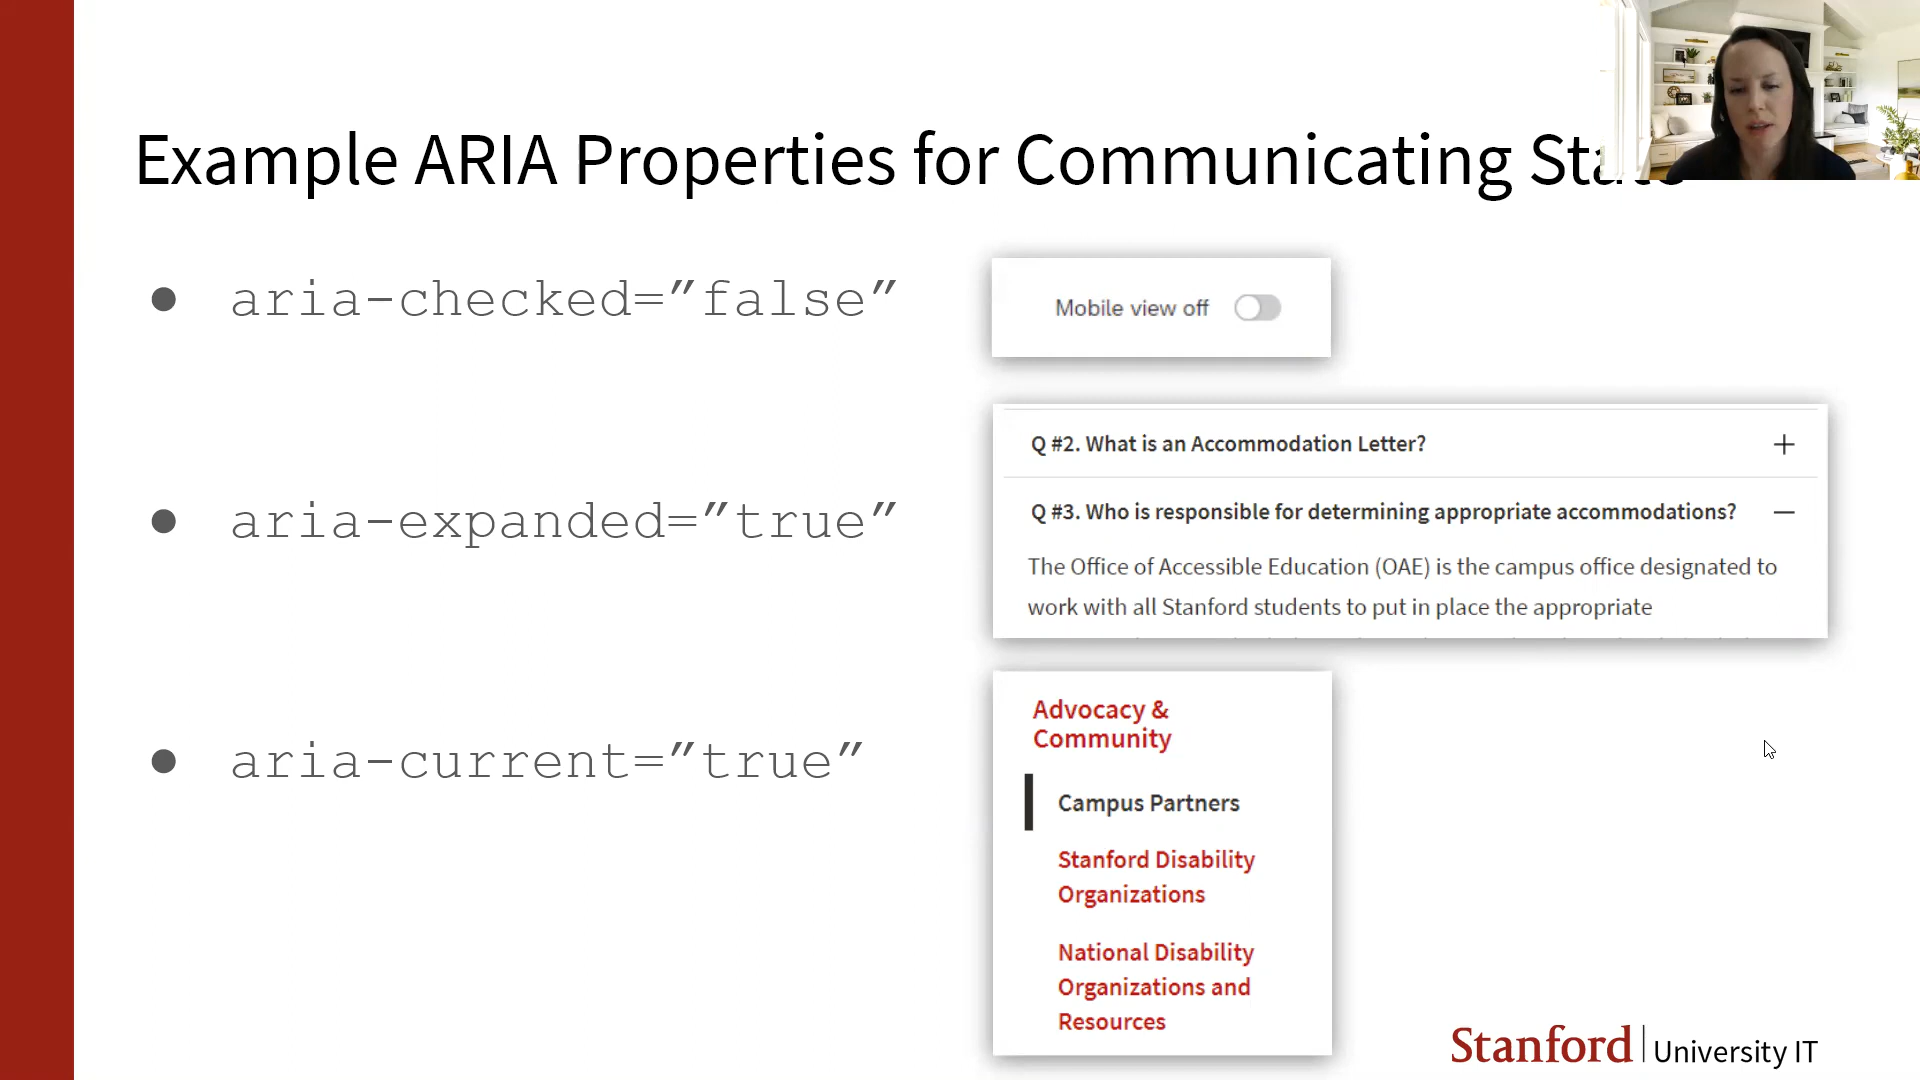 Example ARIA Properties for Communicating State
● aria-checked=”false”
Mobile view off
● aria-expanded=”true”
Q #2. What is an Accommodation Letter?
Q #3. Who is responsible for determining appropriate accommodations?
The Office of Accessible Education (OAE) is the campus office designated to
work with all Stanford students to put in place the appropriate
● aria-current=”true”
Advocacy &
Community
Campus Partners
Stanford Disability
Organizations
National Disability
Organizations and
Resources
Stanford | University IT